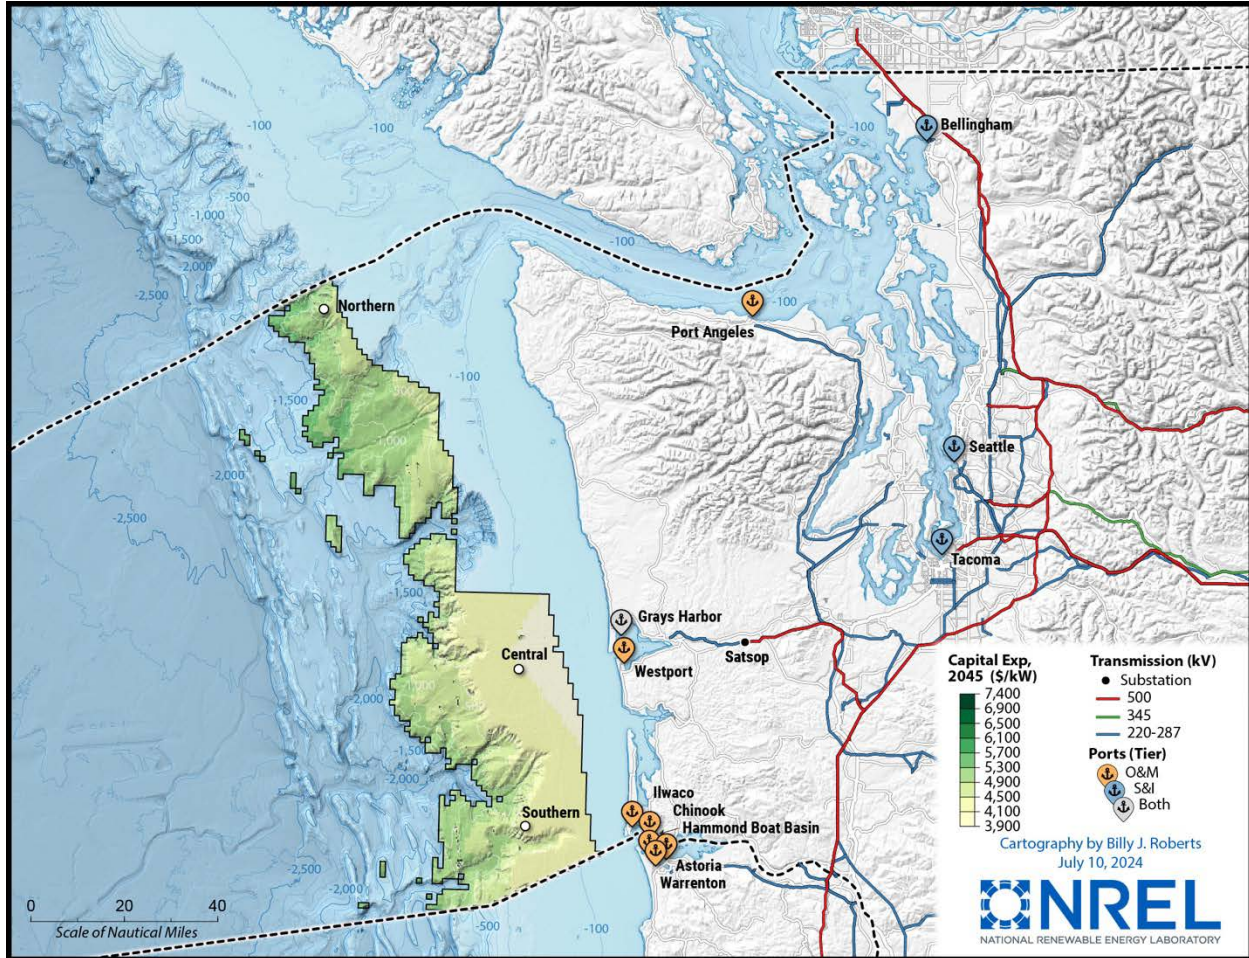 -100
-100
-100
Bellingham
-500
-1,000
-1,500
-2,000
-100
-2,500
Northern
-100
Port Angeles
-100
-1,500
-1,000
-2,000
Seattle
-2,500
Tacoma
-1,500
Grays Harbor
Central
Satsop
Westport
-2,000
-1,500
-2,000
Ilwaco
Chinook
Southern
Hammond Boat Basin
Astoria
Warrenton
-2,500
-2,000
-500
-100
0 20 40
Scale of Nautical Miles
Capital Exp,
2045 ($/kW)
7,400
6,900
6,500
6,100
5,700
5,300
4,900
4,500
4,100
3,900
Transmission (kV)
Substation
500
345
220-287
Ports (Tier)
O&M
S&I
Both
Cartography by Billy J. Roberts
July 10, 2024
NREL
NATIONAL RENEWABLE ENERGY LABORATORY